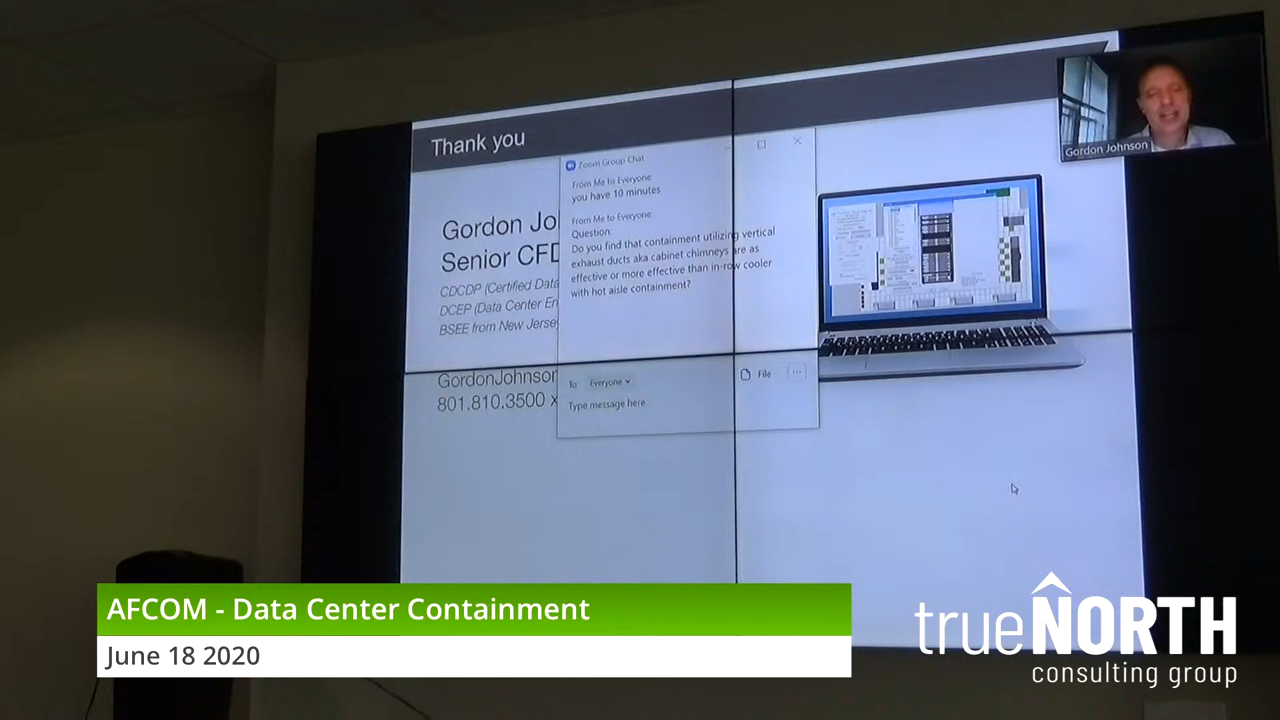 Thank you
Gordon Johnson
Zoom Group Chat
From Me to Everyone:
you have 10 minutes
From Me to Everyone:
Question:
Do you find that containment utilizing vertical
exhaust ducts aka cabinet chimneys are as
effective or more effective than in-row cooler
with hot aisle containment?
To Everyone
File
Type message here
Gordon Jo
Senior CFD
CDCDP (Certified Data
DCEP (Data Center En
BSEE from New Jersey
GordonJohnson
801.810.3500 x
AFCOM - Data Center Containment
June 18 2020
trueNORTH
consulting group